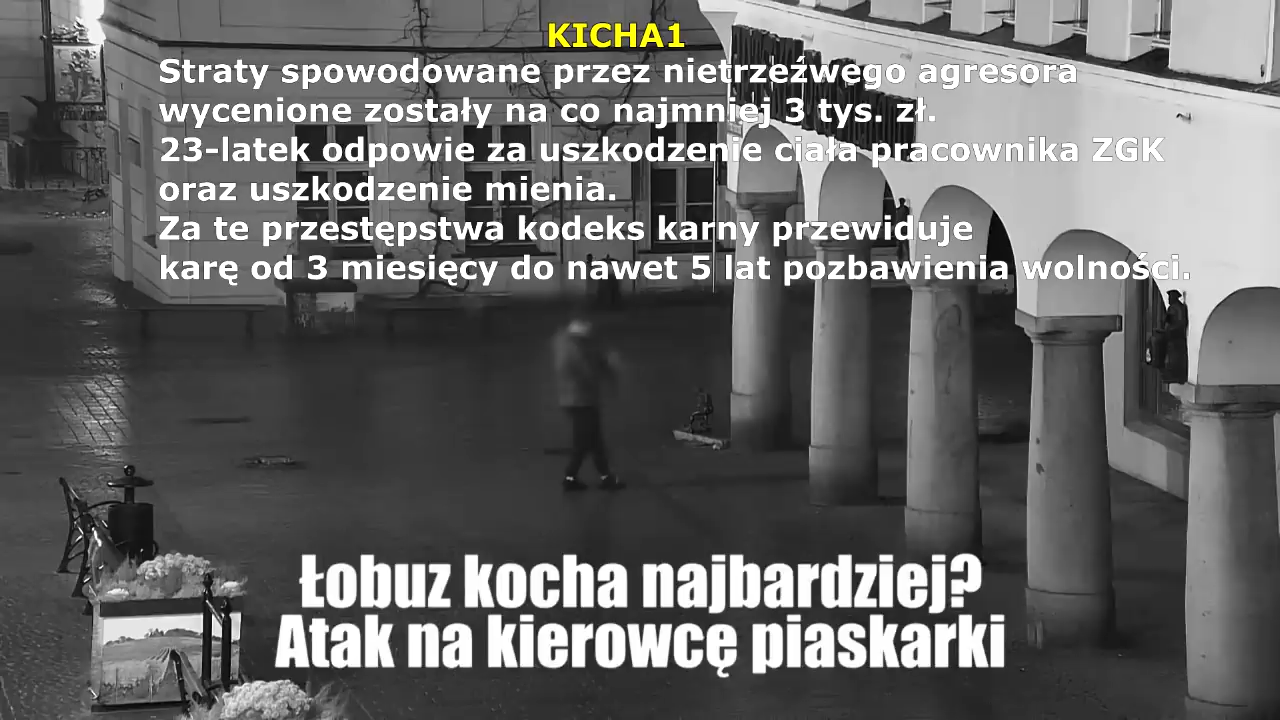 KICHA1
Straty spowodowane przez nietrzeźwego agresora
wycenione zostały na co najmniej 3 tys. zł.
23-latek odpowie za uszkodzenie ciała pracownika ZGK
oraz uszkodzenie mienia.
Za te przestępstwa kodeks karny przewiduje
karę od 3 miesięcy do nawet 5 lat pozbawienia wolności.
Łobuz kocha najbardziej?
Atak na kierowcę piaskarki